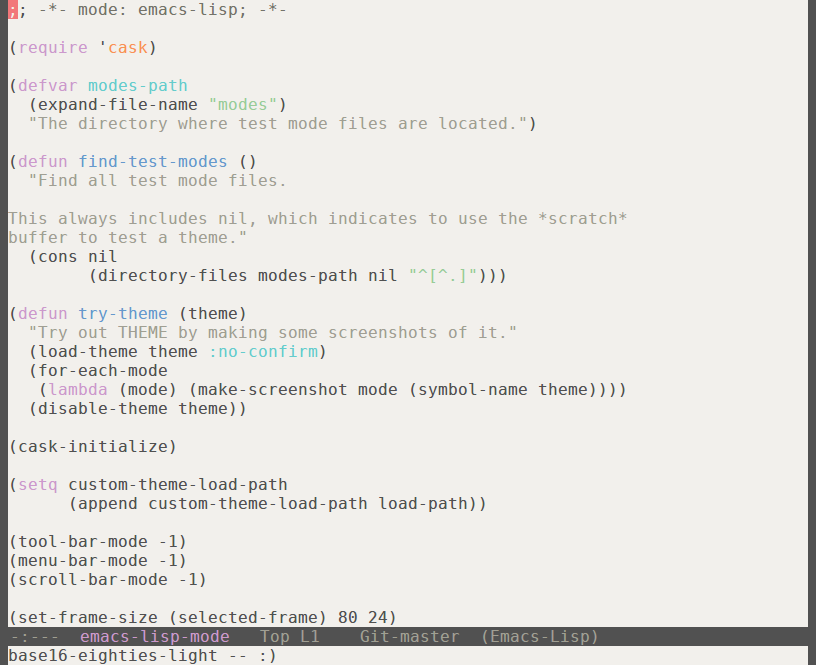 ;; -*- mode: emacs-lisp; -*-

(require 'cask)

(defvar modes-path
  (expand-file-name "modes")
  "The directory where test mode files are located.")

(defun find-test-modes ()
  "Find all test mode files.

This always includes nil, which indicates to use the *scratch*
buffer to test a theme."
  (cons nil
        (directory-files modes-path nil "^[^.]")))

(defun try-theme (theme)
  "Try out THEME by making some screenshots of it."
  (load-theme theme :no-confirm)
  (for-each-mode
   (lambda (mode) (make-screenshot mode (symbol-name theme))))
  (disable-theme theme))

(cask-initialize)

(setq custom-theme-load-path
      (append custom-theme-load-path load-path))

(tool-bar-mode -1)
(menu-bar-mode -1)
(scroll-bar-mode -1)

(set-frame-size (selected-frame) 80 24)
-:---  emacs-lisp-mode   Top L1    Git-master  (Emacs-Lisp)
base16-eighties-light -- :)